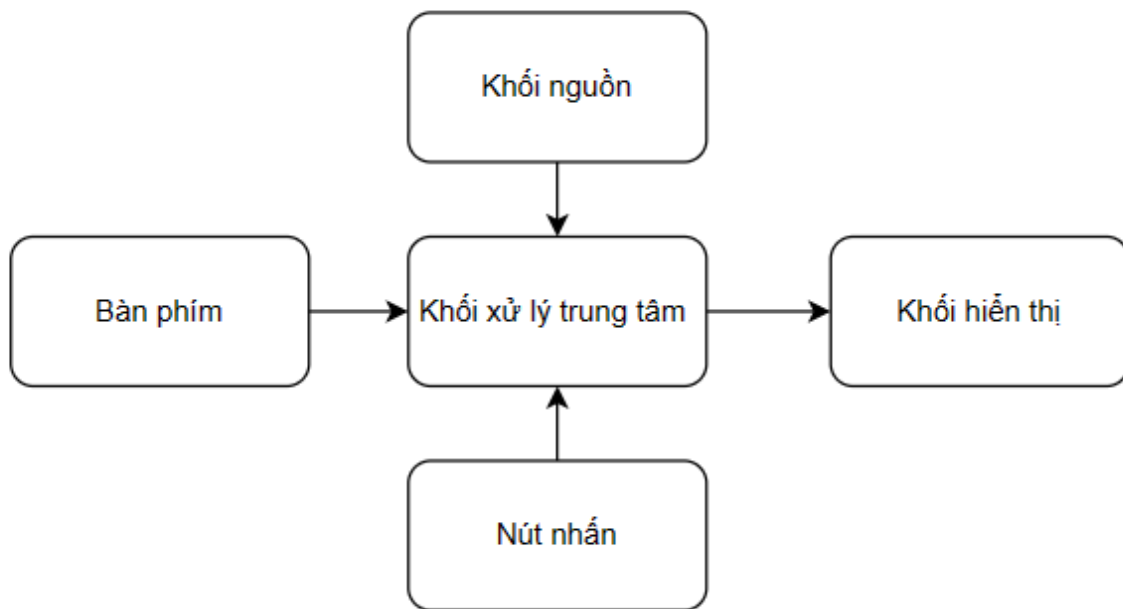 Khối nguồn
Bàn phím
Khối xử lý trung tâm
Khối hiển thị
Nút nhấn